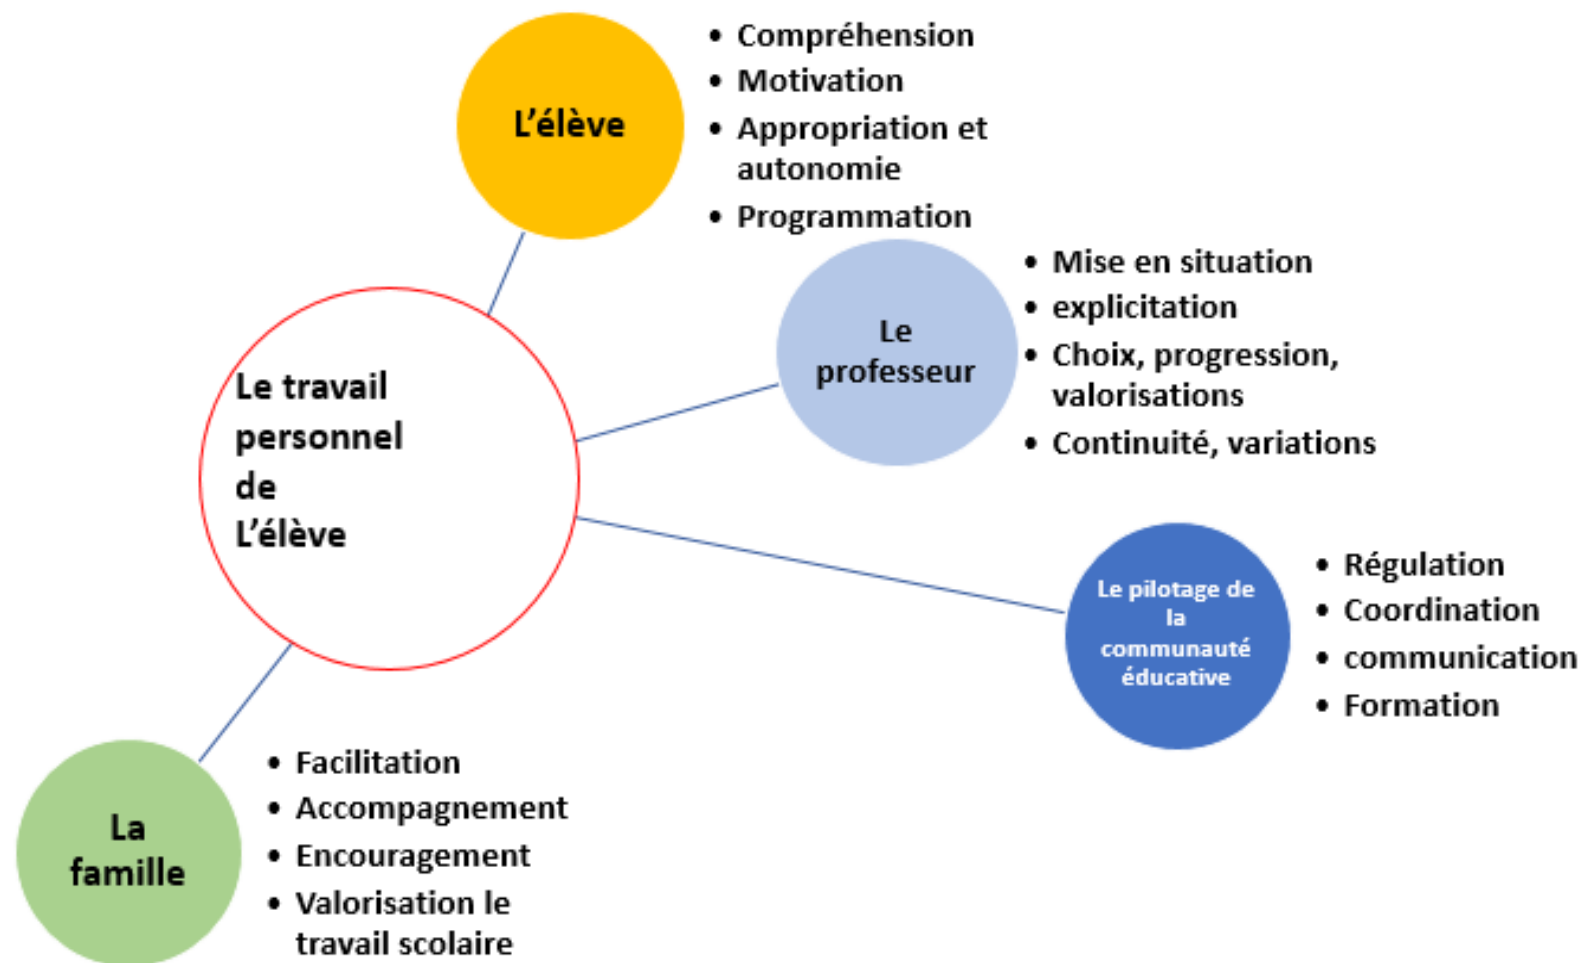 L’élève
• Compréhension
• Motivation
• Appropriation et
autonomie
• Programmation
Le
professeur
• Mise en situation
• explicitation
• Choix, progression,
valorisations
• Continuité, variations
Le travail
personnel
de
L’élève
Le pilotage de
la
communauté
éducative
• Régulation
• Coordination
• communication
• Formation
La
famille
• Facilitation
• Accompagnement
• Encouragement
• Valorisation le
travail scolaire